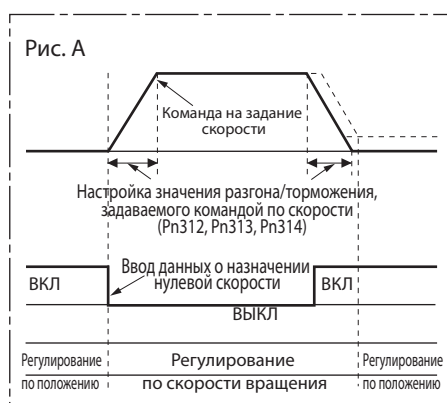 Рис. A
Команда на задание
скорости
Настройка значения разгона/торможения,
задаваемого командой по скорости
(Pn312, Pn313, Pn314)
Ввод данных о назначении
нулевой скорости
ВКЛ
ВКЛ
ВЫКЛ
Регулирование
по положению
Регулирование
по скорости вращения
Регулирование
по положению